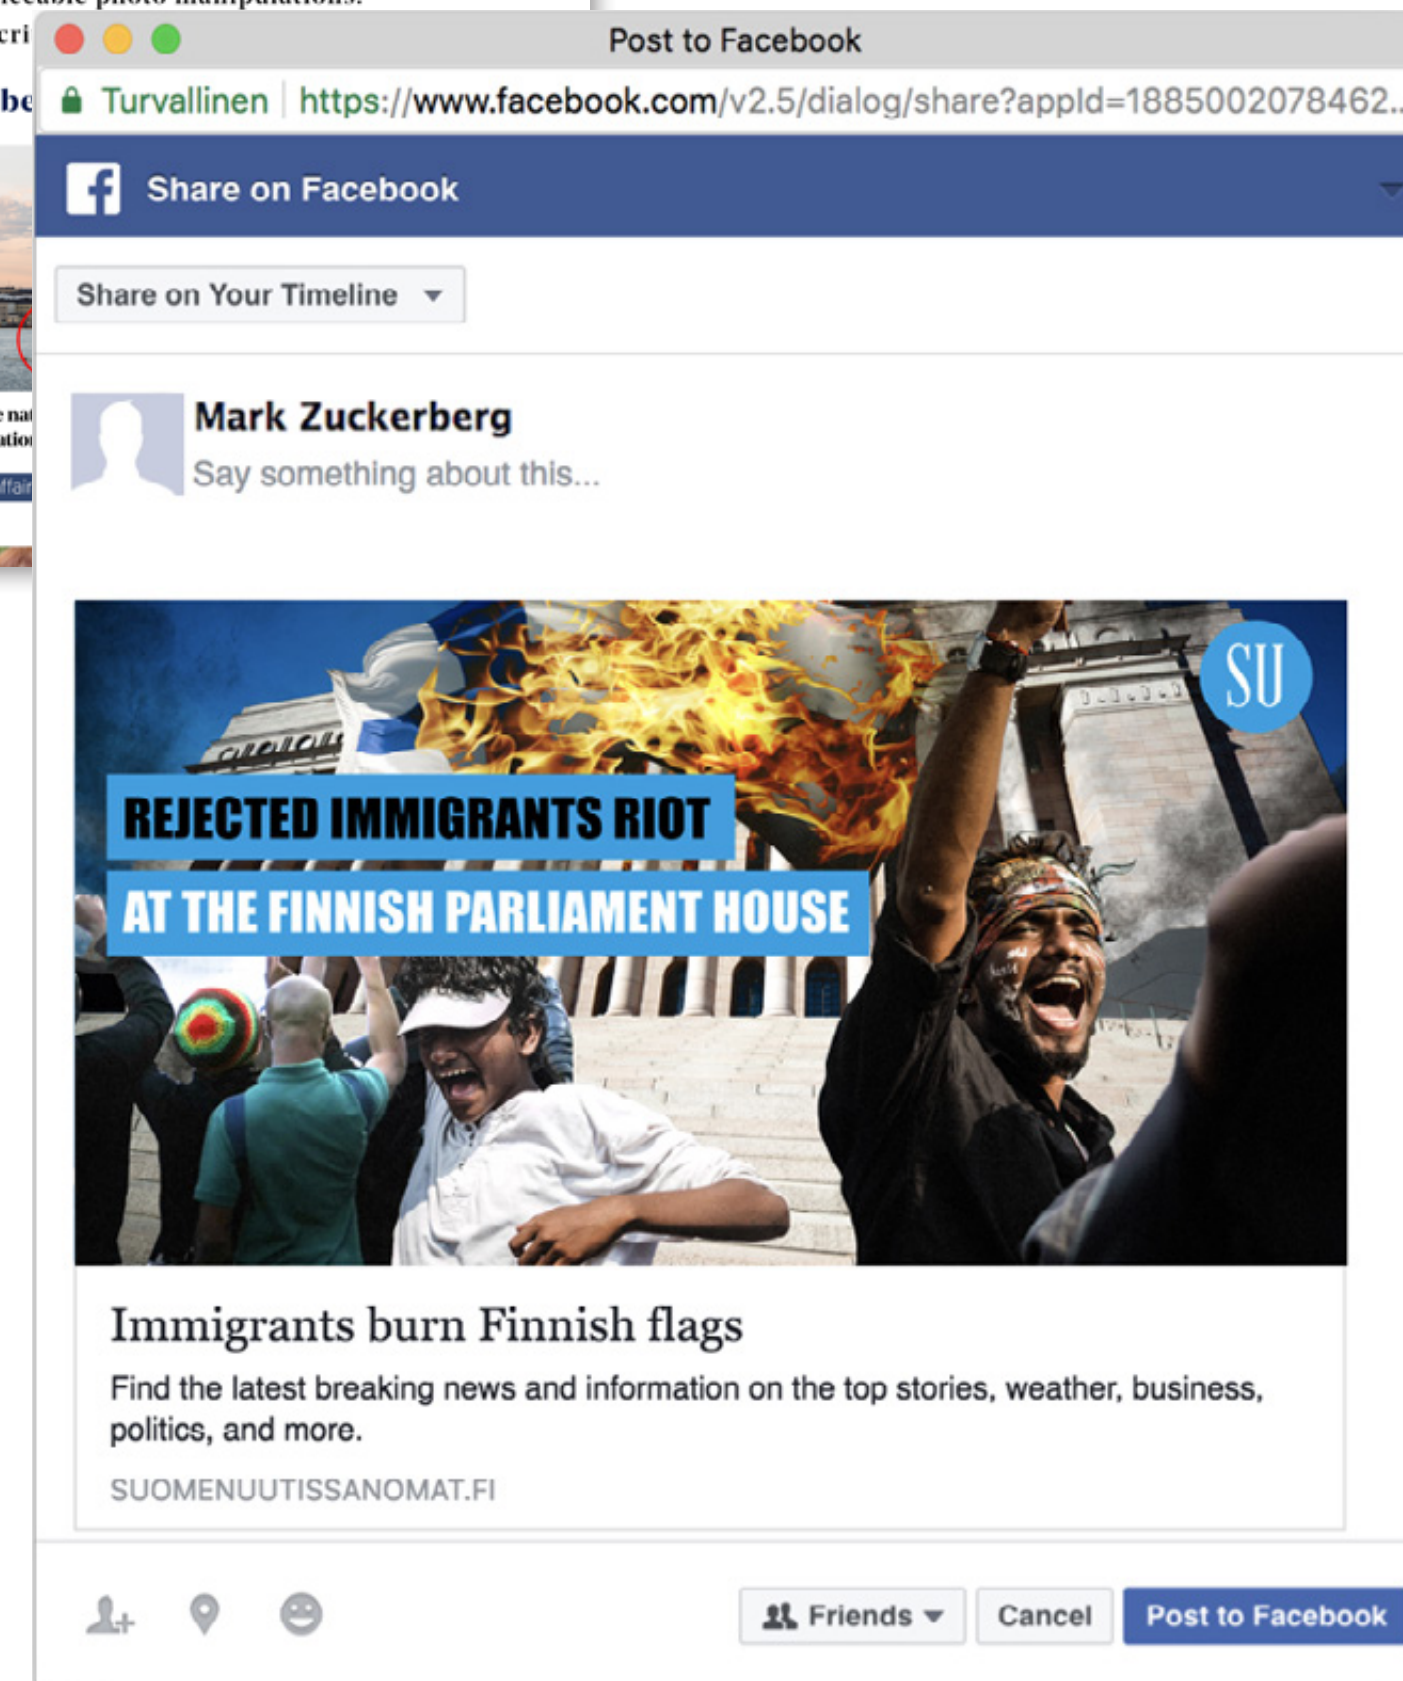 photo manipulations.
Post to Facebook
Turvallinen https://www.facebook.com/v2.5/dialog/share?appId=1885002078462..
Share on Facebook
Share on Your Timeline
Mark Zuckerberg
Say something about this...
SU
REJECTED IMMIGRANTS RIOT
AT THE FINNISH PARLIAMENT HOUSE
Immigrants burn Finnish flags
Find the latest breaking news and information on the top stories, weather, business,
politics, and more.
SUOMENUUTISSANOMAT.FI
Friends Cancel Post to Facebook